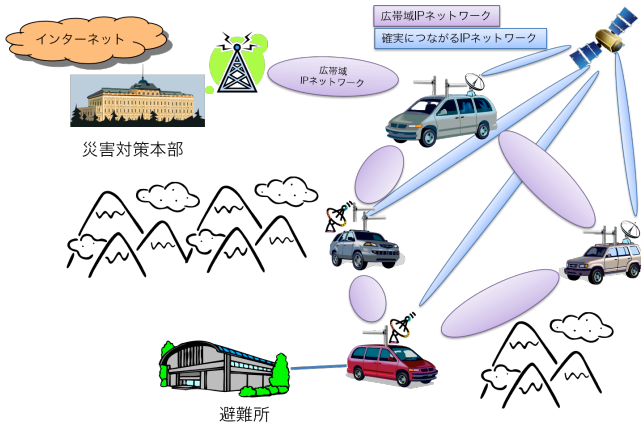 広帯域IPネットワーク
確実につながるIPネットワーク
インターネット
広帯域
IPネットワーク
災害対策本部
避難所